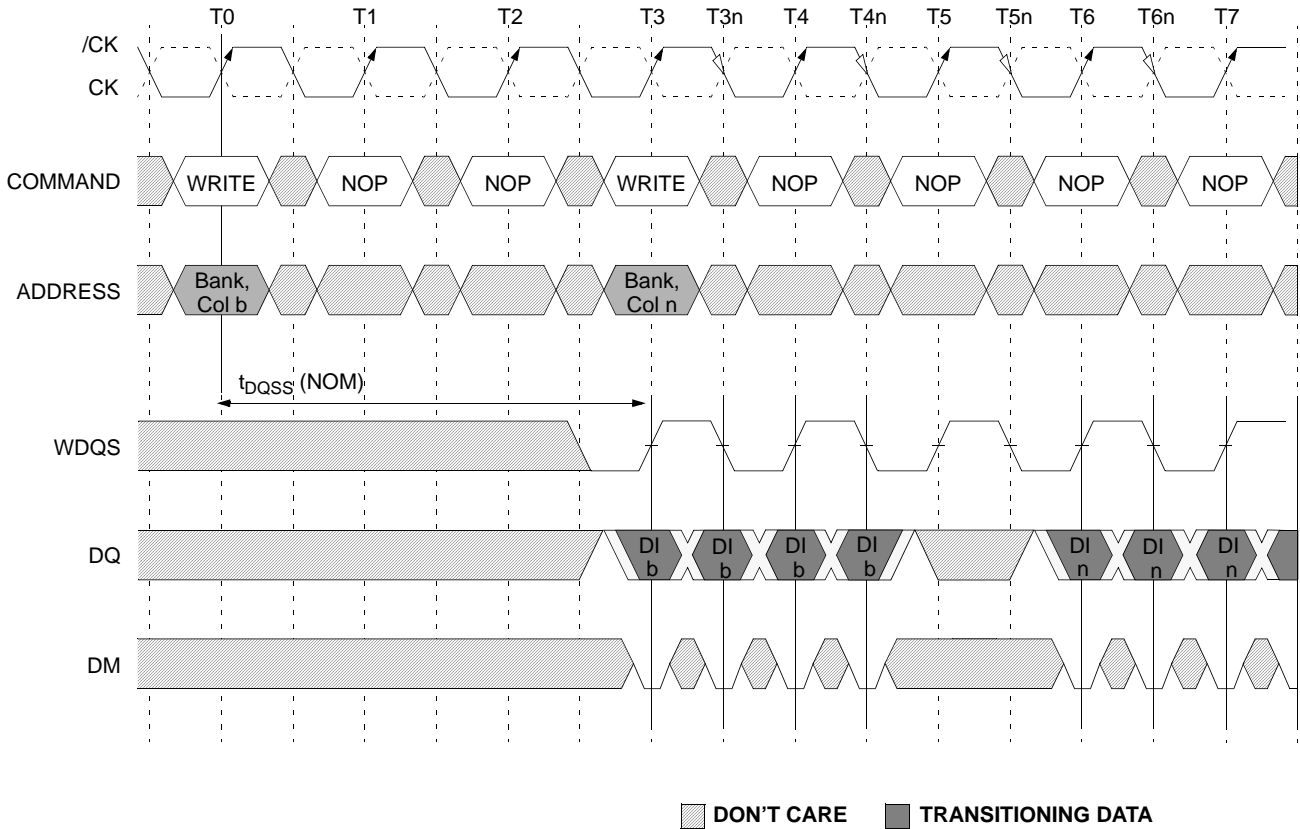 T0 T1 T2 T3 T3n T4 T4n T5 T5n T6 T6n T7
/CK
CK
COMMAND WRITE NOP NOP WRITE NOP NOP NOP NOP
ADDRESS
Bank,
Col b
Bank,
Col n
tDQSS (NOM)
WDQS
DQ
DI
b
DI
b
DI
b
DI
b
DI
n
DI
n
DI
n
DM
DON'T CARE TRANSITIONING DATA